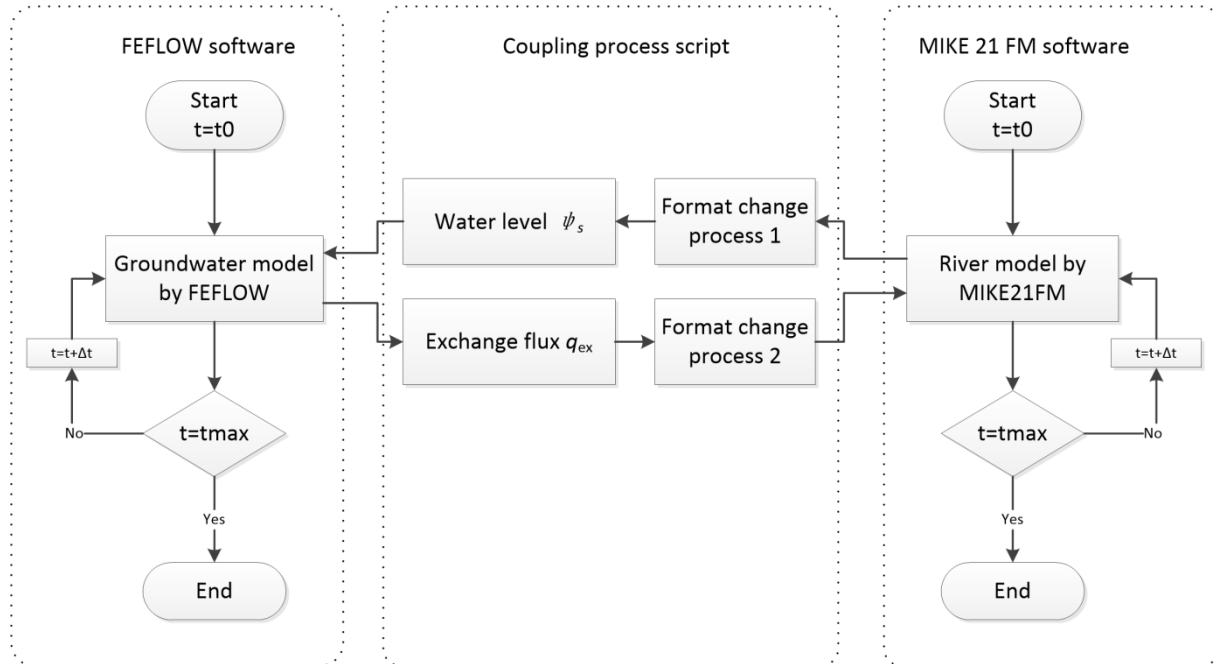 FEFLOW software
Start
t=t0
Groundwater model
by FEFLOW
t=t+Δt
No
t=tmax
Yes
End
Coupling process script
Water level ψs
Format change
process 1
Exchange flux qex
Format change
process 2
MIKE 21 FM software
Start
t=t0
River model by
MIKE21FM
t=t+Δt
No
t=tmax
Yes
End